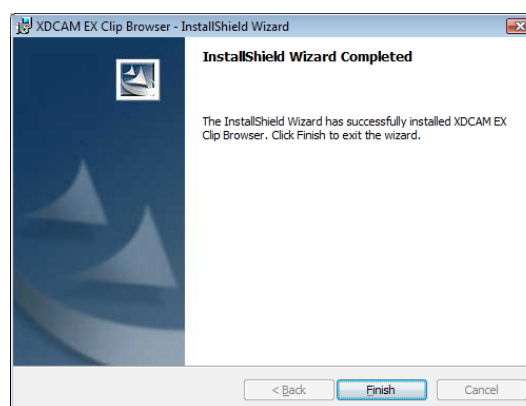 XDCAM EX Clip Browser - InstallShield Wizard
InstallShield Wizard Completed
The InstallShield Wizard has successfully installed XDCAM EX
Clip Browser. Click Finish to exit the wizard.
< Back
Finish
Cancel